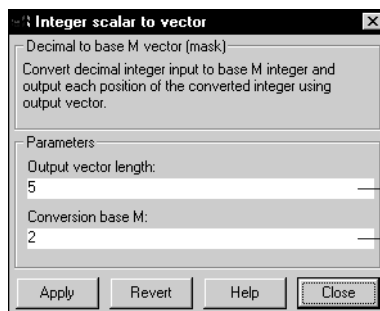 Integer scalar to vector
Decimal to base M vector (mask)
Convert decimal integer input to base M integer and
output each position of the converted integer using
output vector.
Parameters
Output vector length:
5
Conversion base M:
2
Apply Revert Help Close